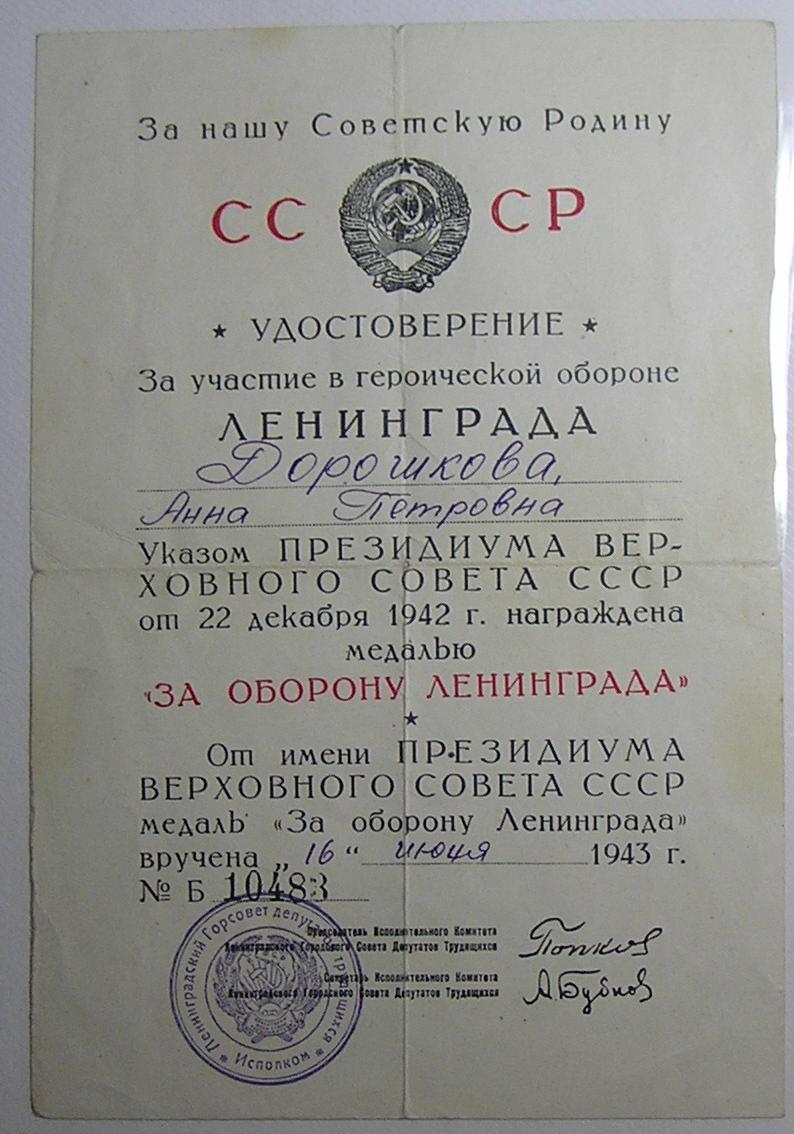 За нашу Советскую Родину
СС СР
★ УДОСТОВЕРЕНИЕ ★
За участие в героической обороне
ЛЕНИНГРАДА
Дорошкова,
Анна Петровна
Указом ПРЕЗИДИУМА ВЕР-
ХОВНОГО СОВЕТА СССР
от 22 декабря 1942 г. награждена
медалью
«ЗА ОБОРОНУ ЛЕНИНГРАДА»
★
От имени ПРЕЗИДИУМА
ВЕРХОВНОГО СОВЕТА СССР
медаль «За оборону Ленинграда»
вручена „ 16 “ июня 1943 г.
№ Б 10483
Председатель Исполнительного Комитета
Ленинградского Городского Совета Депутатов Трудящихся
Попков
Секретарь Исполнительного Комитета
Ленинградского Городского Совета Депутатов Трудящихся
А. Бубнов
Ленинградский Горсовет депутатов трудящихся ★ Исполком ★